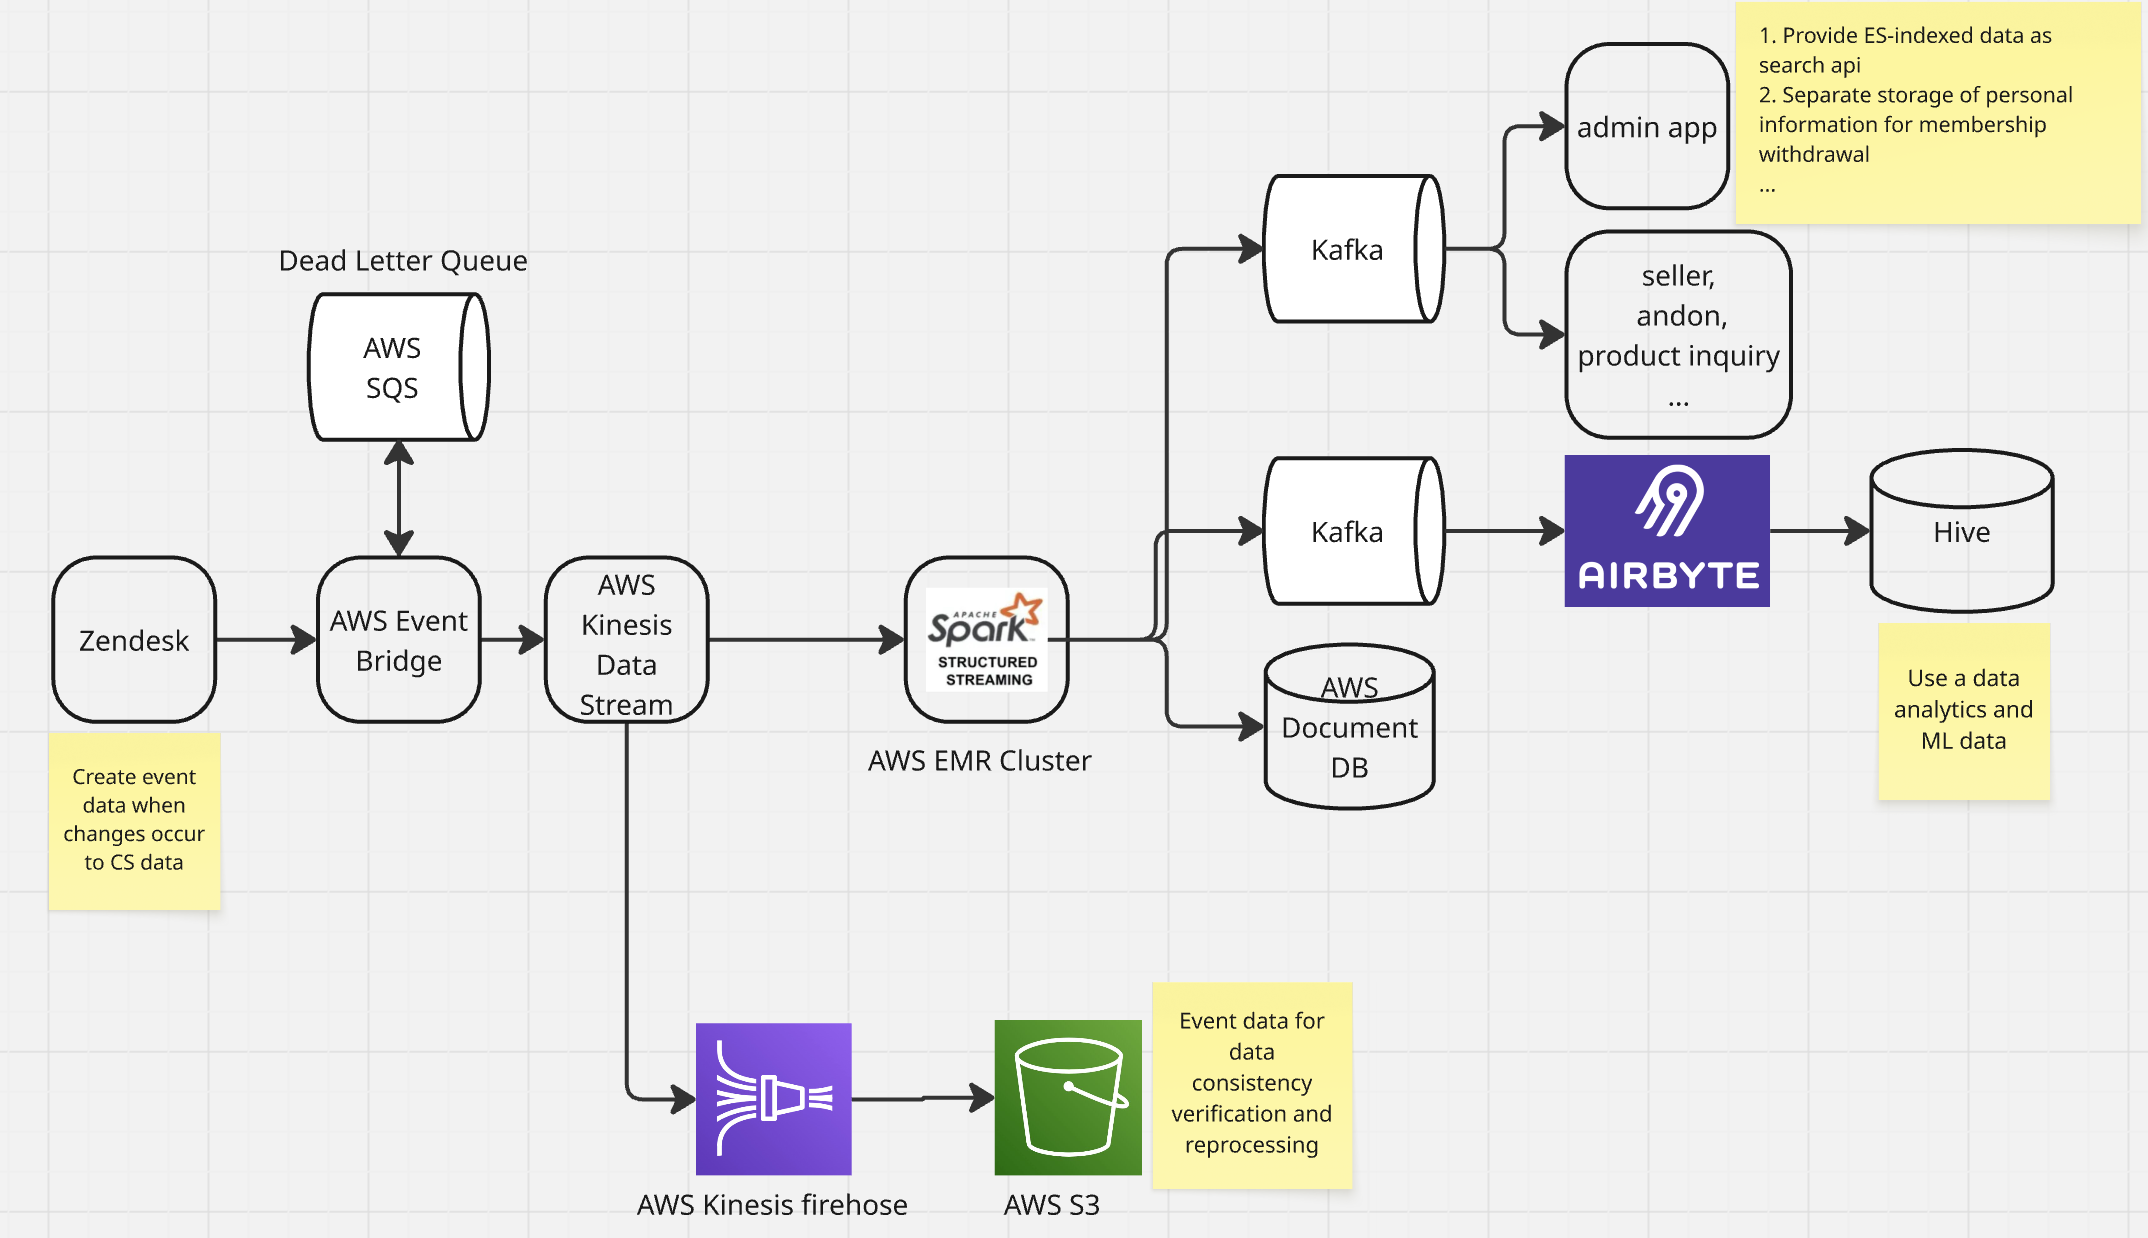 1. Provide ES-indexed data as
search api
2. Separate storage of personal
information for membership
withdrawal
...
admin app
Kafka
seller,
andon,
product inquiry
...
Dead Letter Queue
AWS
SQS
Kafka
AIRBYTE
Hive
Zendesk
AWS Event
Bridge
AWS
Kinesis
Data
Stream
APACHE
Spark
STRUCTURED
STREAMING
AWS EMR Cluster
AWS
Document
DB
Use a data
analytics and
ML data
Create event
data when
changes occur
to CS data
Event data for
data
consistency
verification and
reprocessing
AWS Kinesis firehose
AWS S3